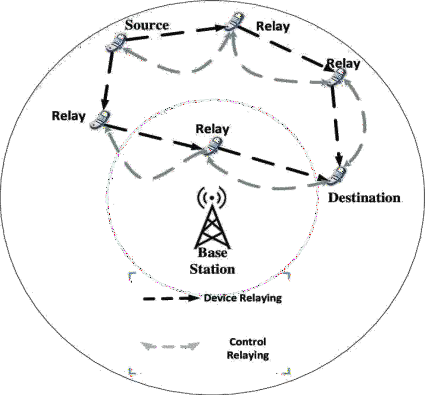 Source
Relay
Relay
Relay
Relay
Destination
Base
Station
Device Relaying
Control
Relaying